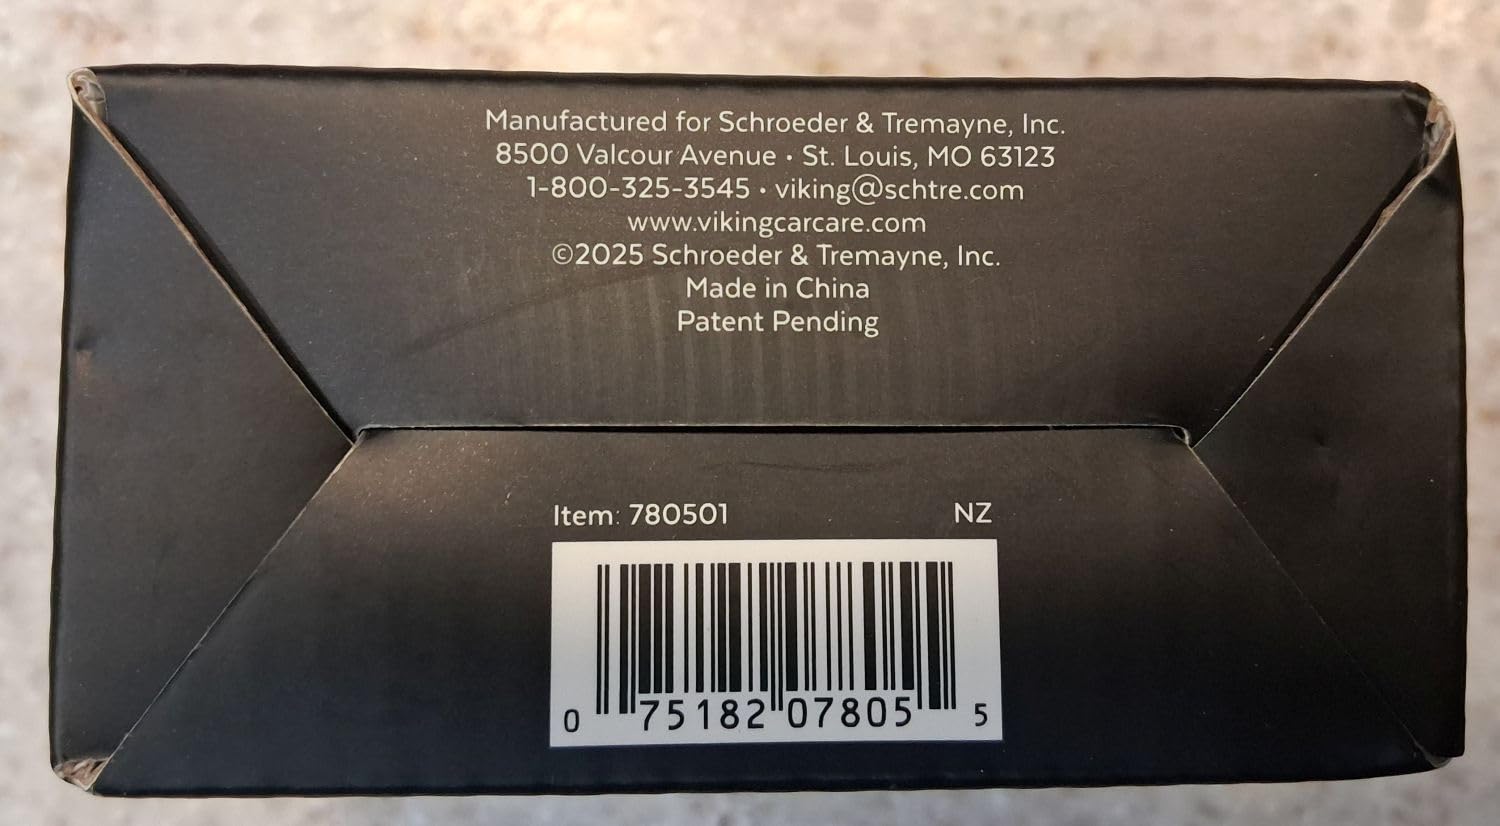 Manufactured for Schroeder & Tremayne, Inc.
8500 Valcour Avenue • St. Louis, MO 63123
1-800-325-3545 • viking@schtre.com
www.vikingcarcare.com
©2025 Schroeder & Tremayne, Inc.
Made in China
Patent Pending
Item: 780501 NZ
0 75182 07805 5